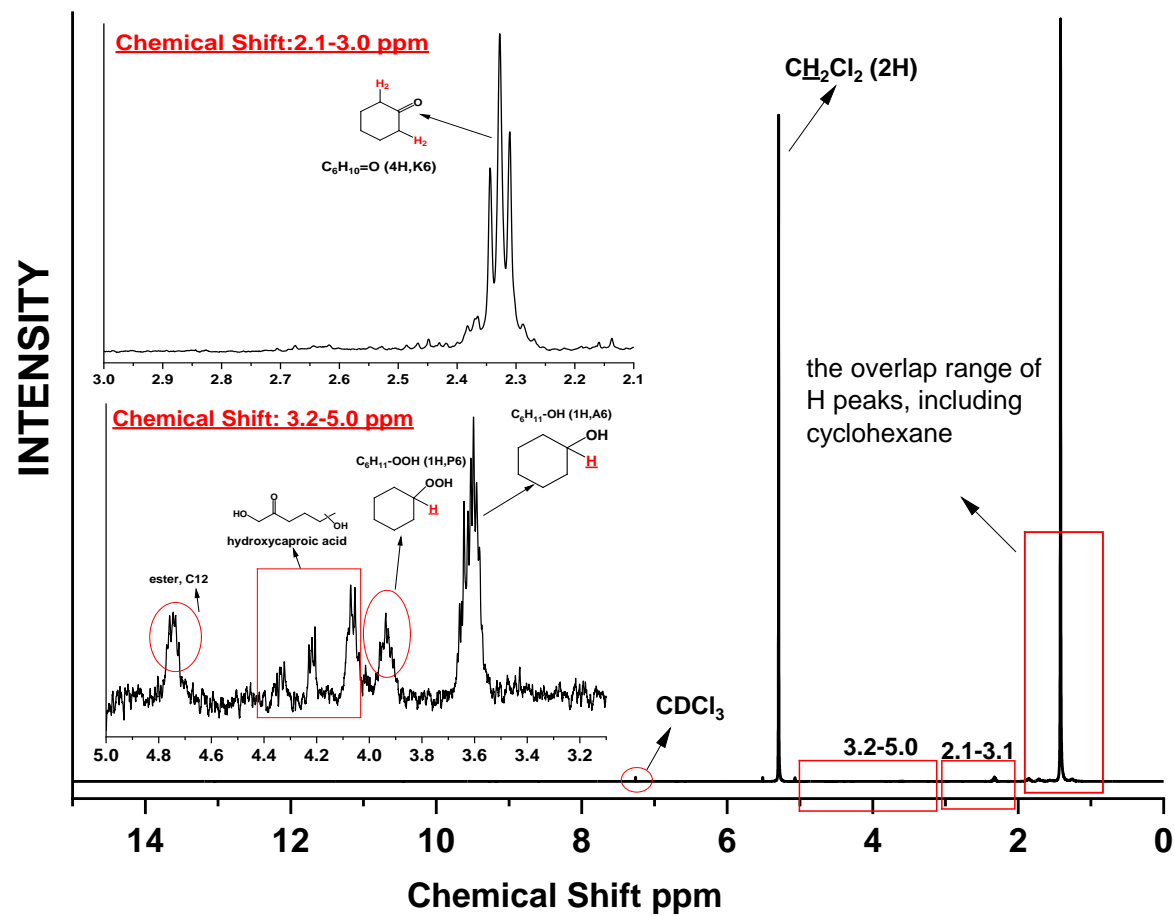 Chemical Shift:2.1-3.0 ppm
H₂
O
H₂
C₆H₁₀=O (4H,K6)
3.0 2.9 2.8 2.7 2.6 2.5 2.4 2.3 2.2 2.1
CH₂Cl₂ (2H)
INTENSITY
the overlap range of
H peaks, including
cyclohexane
Chemical Shift: 3.2-5.0 ppm
C₆H₁₁-OH (1H,A6)
OH
H
C₆H₁₁-OOH (1H,P6)
OOH
H
O
HO
OH
hydroxycaproic acid
ester, C12
5.0 4.8 4.6 4.4 4.2 4.0 3.8 3.6 3.4 3.2
CDCl₃
3.2-5.0
2.1-3.1
14 12 10 8 6 4 2 0
Chemical Shift ppm